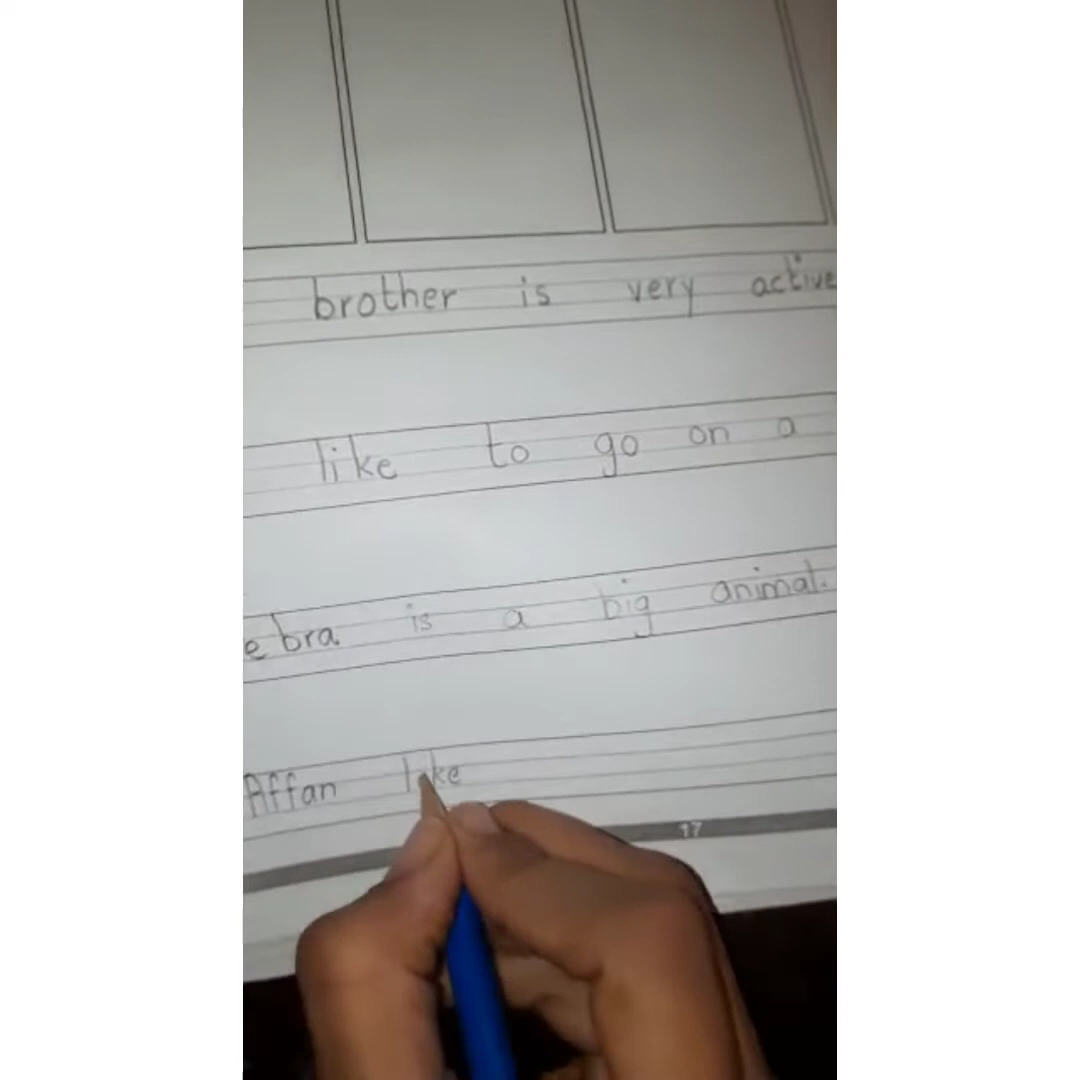 brother is very active
like to go on a
ebra is a big animal.
Affan like
17